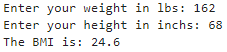 Enter your weight in lbs: 162
Enter your height in inchs: 68
The BMI is: 24.6